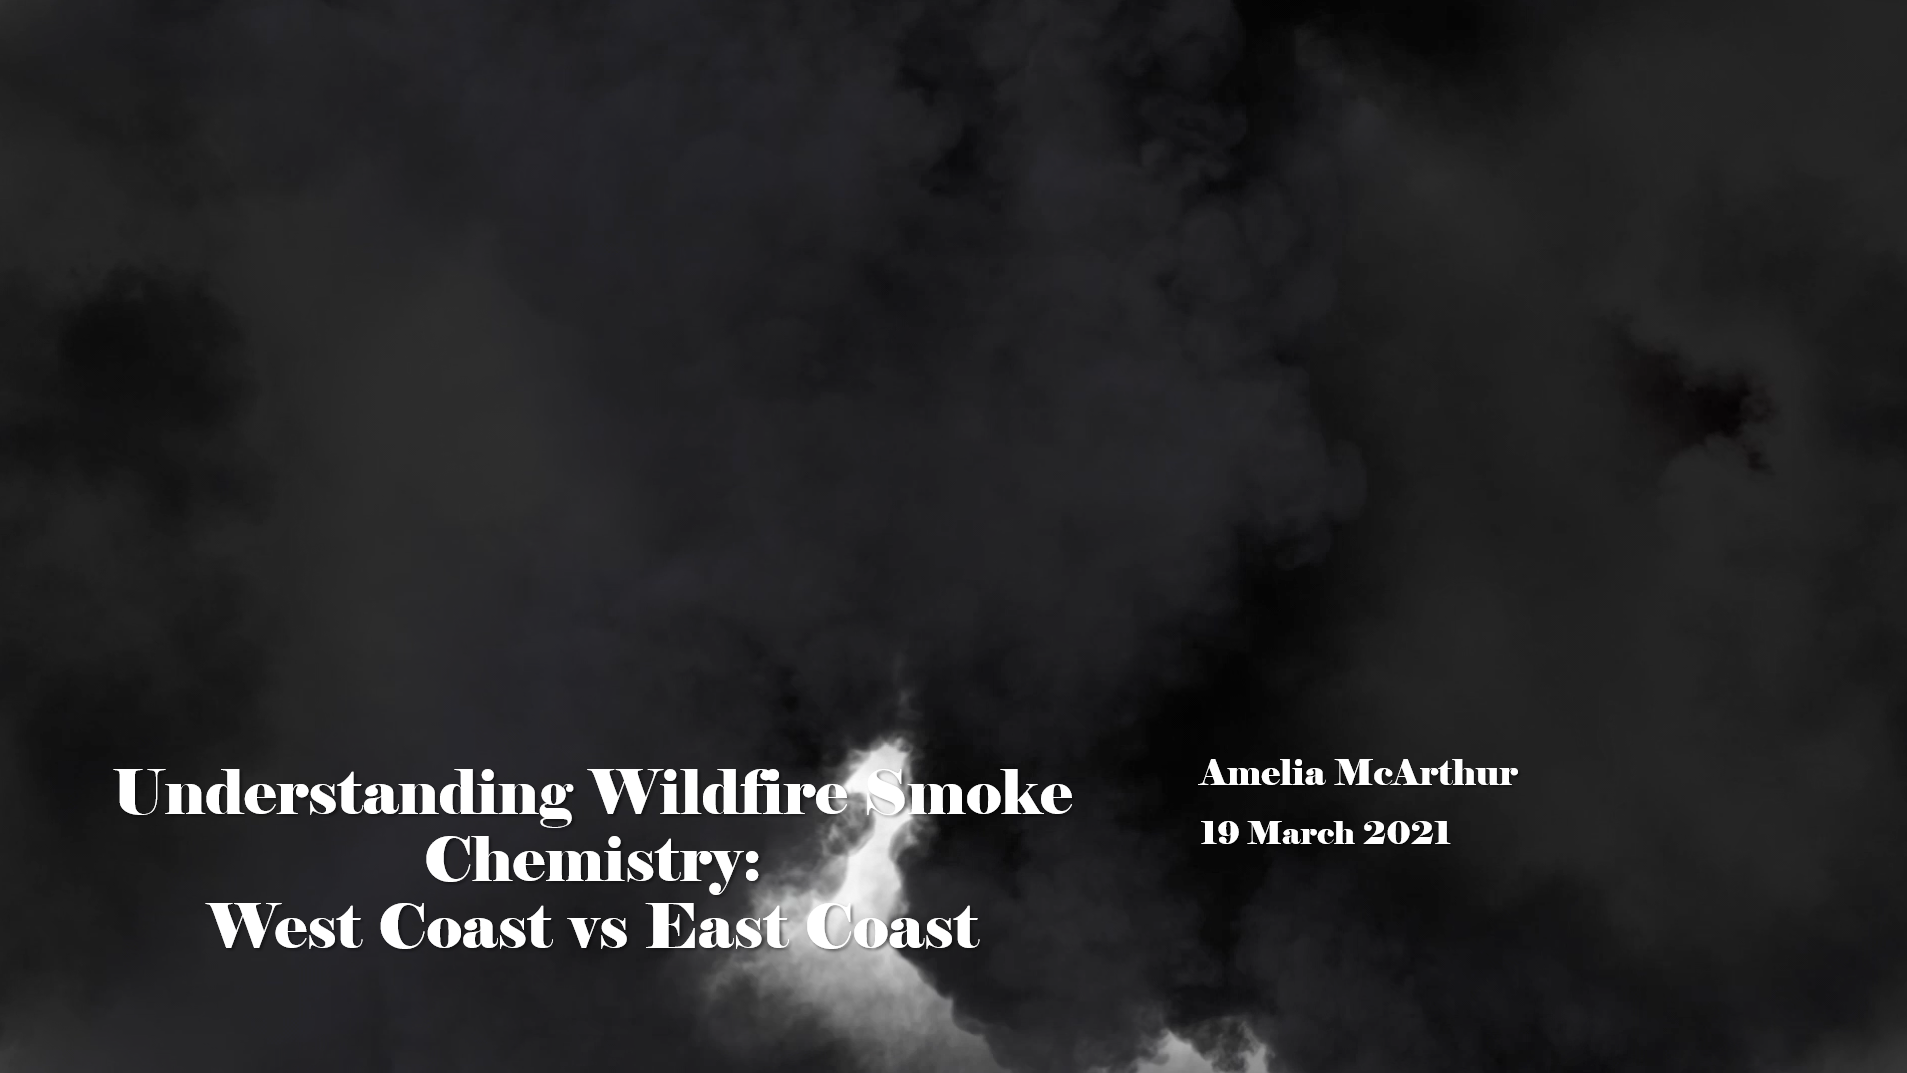 Understanding Wildfire Smoke
Chemistry:
West Coast vs East Coast
Amelia McArthur
19 March 2021